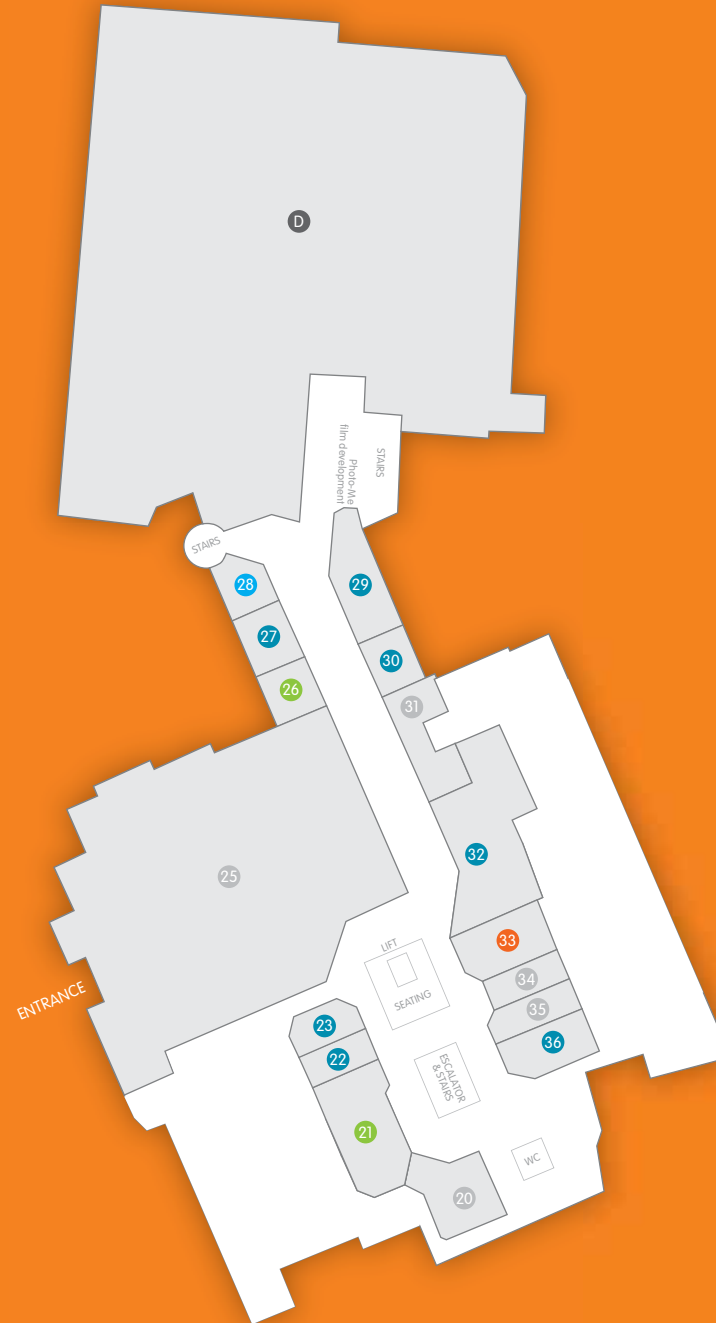 D
film development
Photo-Me
STAIRS
STAIRS
28
29
27
30
26
31
32
25
33
LIFT
34
ENTRANCE
SEATING
35
23
36
22
ESCALATOR
& STAIRS
21
WC
20